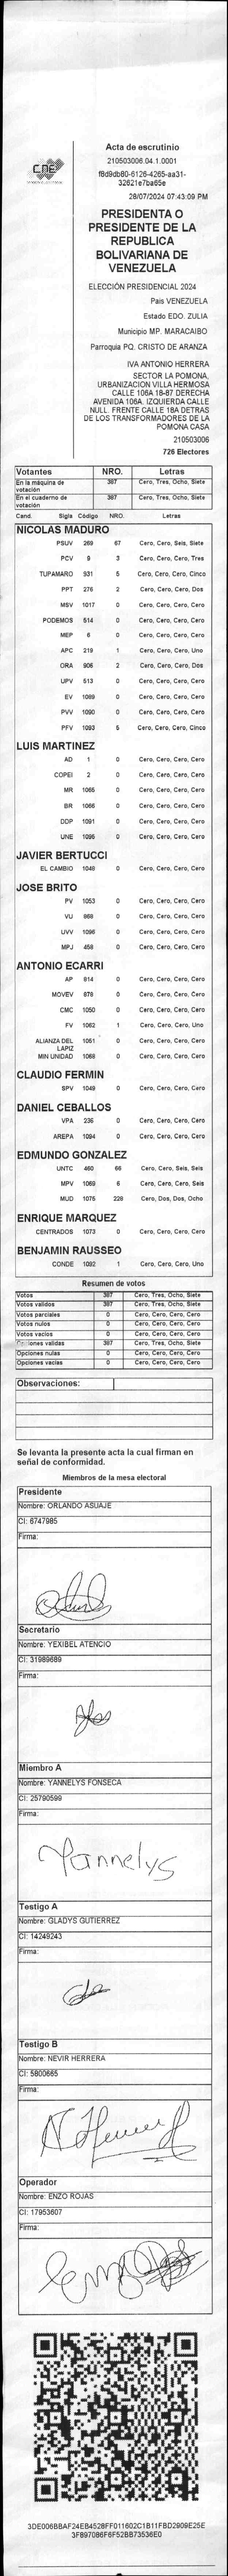 Acta de escrutinio
210503006.04.1.0001
f8d9db80-6126-4265-aa31-
32621e7ba65e
28/07/2024 07:43:09 PM
CNE
PRESIDENTA O
PRESIDENTE DE LA
REPUBLICA
BOLIVARIANA DE
VENEZUELA
ELECCIÓN PRESIDENCIAL 2024
País VENEZUELA
Estado EDO. ZULIA
Municipio MP. MARACAIBO
Parroquia PQ. CRISTO DE ARANZA
IVA ANTONIO HERRERA
SECTOR LA POMONA,
URBANIZACION VILLA HERMOSA
CALLE 106A 18-87 DERECHA
AVENIDA 106A. IZQUIERDA CALLE
NULL. FRENTE CALLE 18A DETRAS
DE LOS TRANSFORMADORES DE LA
POMONA CASA
210503006
726 Electores
Votantes NRO. Letras
En la máquina de votación 387 Cero, Tres, Ocho, Siete
En el cuaderno de votación 387 Cero, Tres, Ocho, Siete
Cand. Sigla Código NRO. Letras
NICOLAS MADURO
PSUV 269 67 Cero, Cero, Seis, Siete
PCV 9 3 Cero, Cero, Cero, Tres
TUPAMARO 931 5 Cero, Cero, Cero, Cinco
PPT 276 2 Cero, Cero, Cero, Dos
MSV 1017 0 Cero, Cero, Cero, Cero
PODEMOS 514 0 Cero, Cero, Cero, Cero
MEP 6 0 Cero, Cero, Cero, Cero
APC 219 1 Cero, Cero, Cero, Uno
ORA 906 2 Cero, Cero, Cero, Dos
UPV 513 0 Cero, Cero, Cero, Cero
EV 1089 0 Cero, Cero, Cero, Cero
PVV 1090 0 Cero, Cero, Cero, Cero
PFV 1093 5 Cero, Cero, Cero, Cinco
LUIS MARTINEZ
AD 1 0 Cero, Cero, Cero, Cero
COPEI 2 0 Cero, Cero, Cero, Cero
MR 1065 0 Cero, Cero, Cero, Cero
BR 1066 0 Cero, Cero, Cero, Cero
DDP 1091 0 Cero, Cero, Cero, Cero
UNE 1095 0 Cero, Cero, Cero, Cero
JAVIER BERTUCCI
EL CAMBIO 1048 0 Cero, Cero, Cero, Cero
JOSE BRITO
PV 1053 0 Cero, Cero, Cero, Cero
VU 868 0 Cero, Cero, Cero, Cero
UVV 1096 0 Cero, Cero, Cero, Cero
MPJ 458 0 Cero, Cero, Cero, Cero
ANTONIO ECARRI
AP 814 0 Cero, Cero, Cero, Cero
MOVEV 878 0 Cero, Cero, Cero, Cero
CMC 1050 0 Cero, Cero, Cero, Cero
FV 1062 1 Cero, Cero, Cero, Uno
ALIANZA DEL LAPIZ 1051 0 Cero, Cero, Cero, Cero
MIN UNIDAD 1068 0 Cero, Cero, Cero, Cero
CLAUDIO FERMIN
SPV 1049 0 Cero, Cero, Cero, Cero
DANIEL CEBALLOS
VPA 236 0 Cero, Cero, Cero, Cero
AREPA 1094 0 Cero, Cero, Cero, Cero
EDMUNDO GONZALEZ
UNTC 460 66 Cero, Cero, Seis, Seis
MPV 1069 6 Cero, Cero, Cero, Seis
MUD 1075 228 Cero, Dos, Dos, Ocho
ENRIQUE MARQUEZ
CENTRADOS 1073 0 Cero, Cero, Cero, Cero
BENJAMIN RAUSSEO
CONDE 1092 1 Cero, Cero, Cero, Uno
Resumen de votos
Votos 387 Cero, Tres, Ocho, Siete
Votos validos 387 Cero, Tres, Ocho, Siete
Votos parciales 0 Cero, Cero, Cero, Cero
Votos nulos 0 Cero, Cero, Cero, Cero
Votos vacíos 0 Cero, Cero, Cero, Cero
Opciones validas 387 Cero, Tres, Ocho, Siete
Opciones nulas 0 Cero, Cero, Cero, Cero
Opciones vacías 0 Cero, Cero, Cero, Cero
Observaciones:
Se levanta la presente acta la cual firman en
señal de conformidad.
Miembros de la mesa electoral
Presidente
Nombre: ORLANDO ASUAJE
CI: 6747985
Firma:
Secretario
Nombre: YEXIBEL ATENCIO
CI: 31989689
Firma:
Miembro A
Nombre: YANNELYS FONSECA
CI: 25790599
Firma:
Yannelys
Testigo A
Nombre: GLADYS GUTIERREZ
CI: 14249243
Firma:
Testigo B
Nombre: NEVIR HERRERA
CI: 5800665
Firma:
Operador
Nombre: ENZO ROJAS
CI: 17953607
Firma:
3DE006BBAF24EB4528FF011602C1B11FBD2909E25E
3F897086F6F52BB73536E0